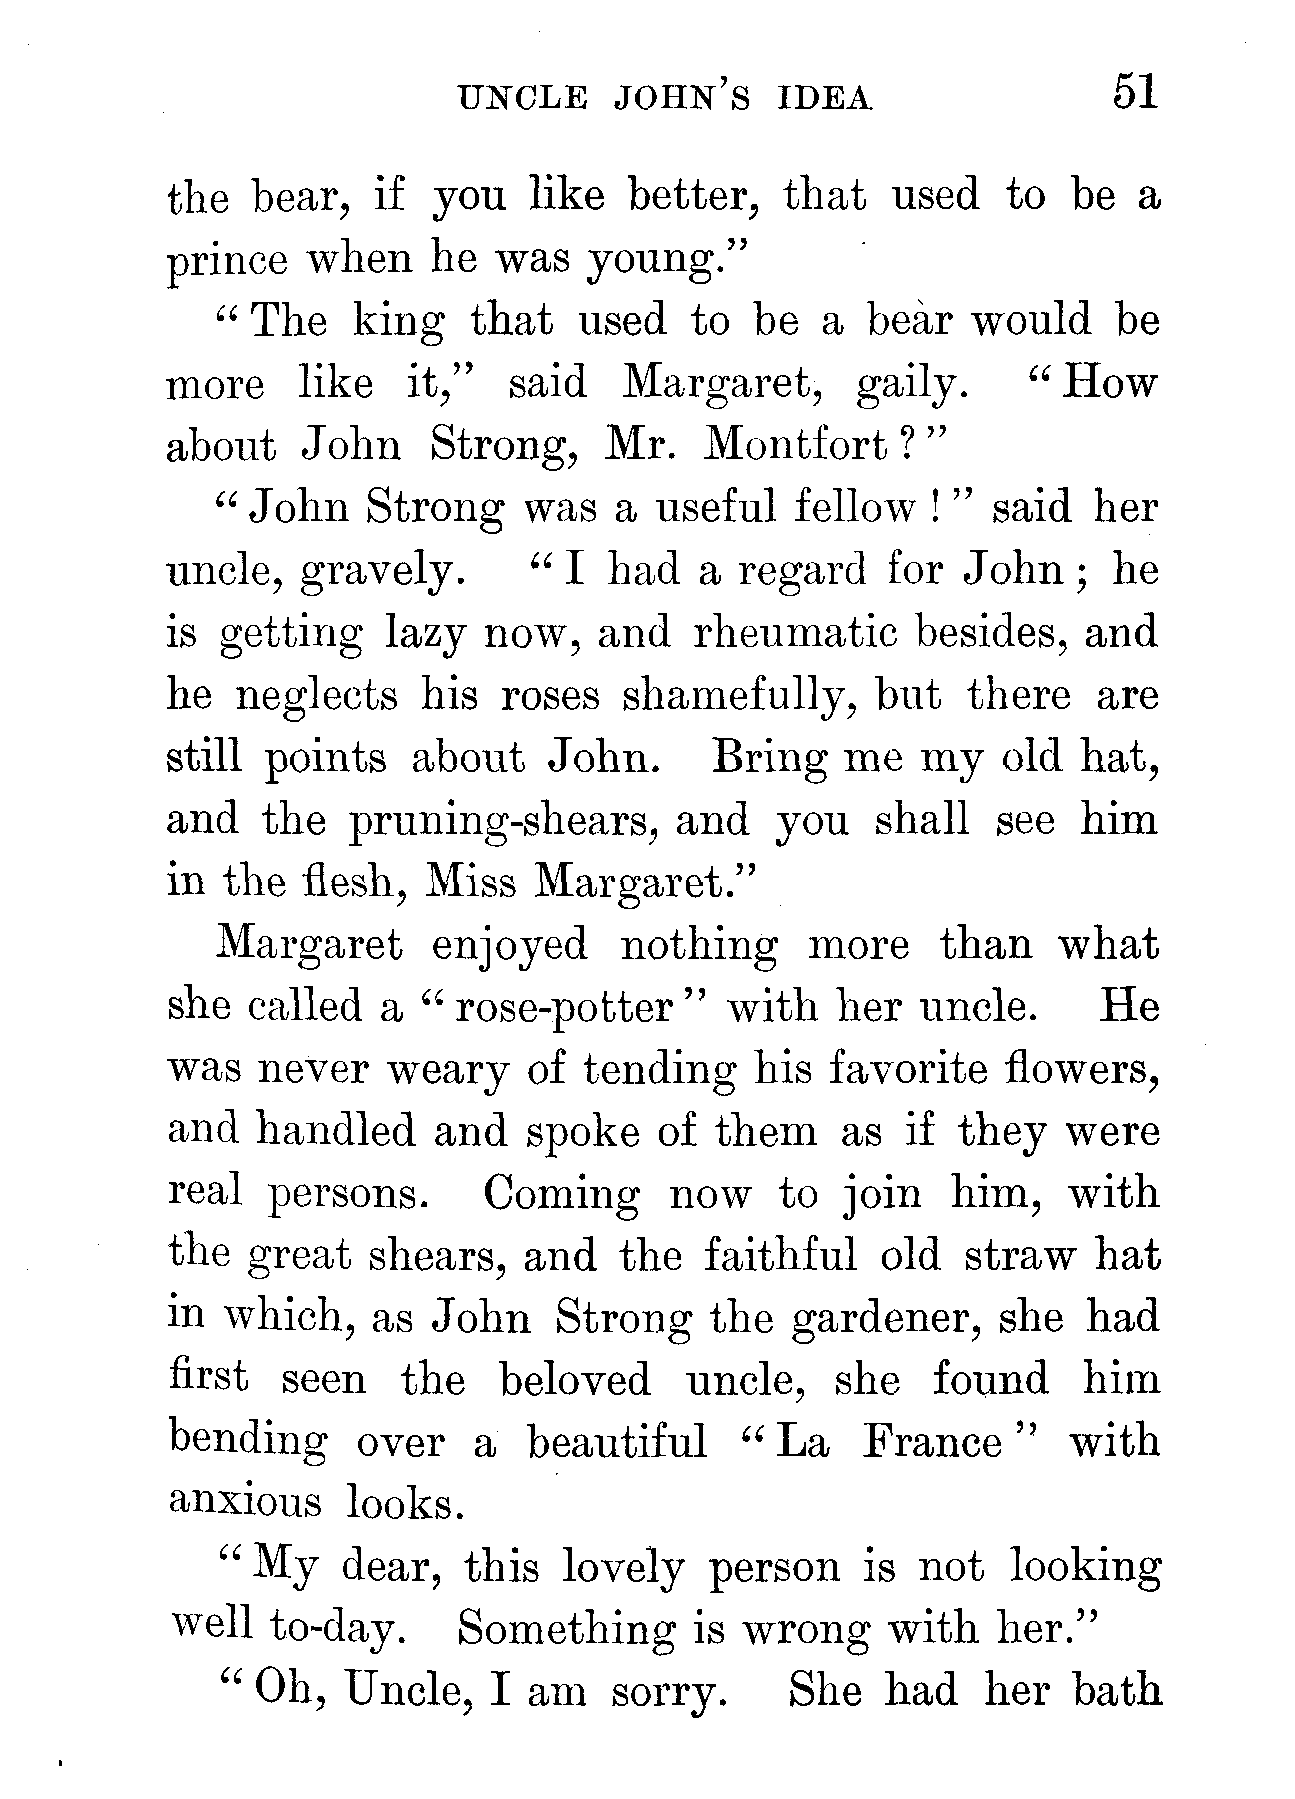 UNCLE JOHN'S IDEA 51
the bear, if you like better, that used to be a
prince when he was young."
"The king that used to be a bear would be
more like it," said Margaret, gaily. "How
about John Strong, Mr. Montfort?"
"John Strong was a useful fellow!" said her
uncle, gravely. "I had a regard for John; he
is getting lazy now, and rheumatic besides, and
he neglects his roses shamefully, but there are
still points about John. Bring me my old hat,
and the pruning-shears, and you shall see him
in the flesh, Miss Margaret."
Margaret enjoyed nothing more than what
she called a "rose-potter" with her uncle. He
was never weary of tending his favorite flowers,
and handled and spoke of them as if they were
real persons. Coming now to join him, with
the great shears, and the faithful old straw hat
in which, as John Strong the gardener, she had
first seen the beloved uncle, she found him
bending over a beautiful "La France" with
anxious looks.
"My dear, this lovely person is not looking
well to-day. Something is wrong with her."
"Oh, Uncle, I am sorry. She had her bath